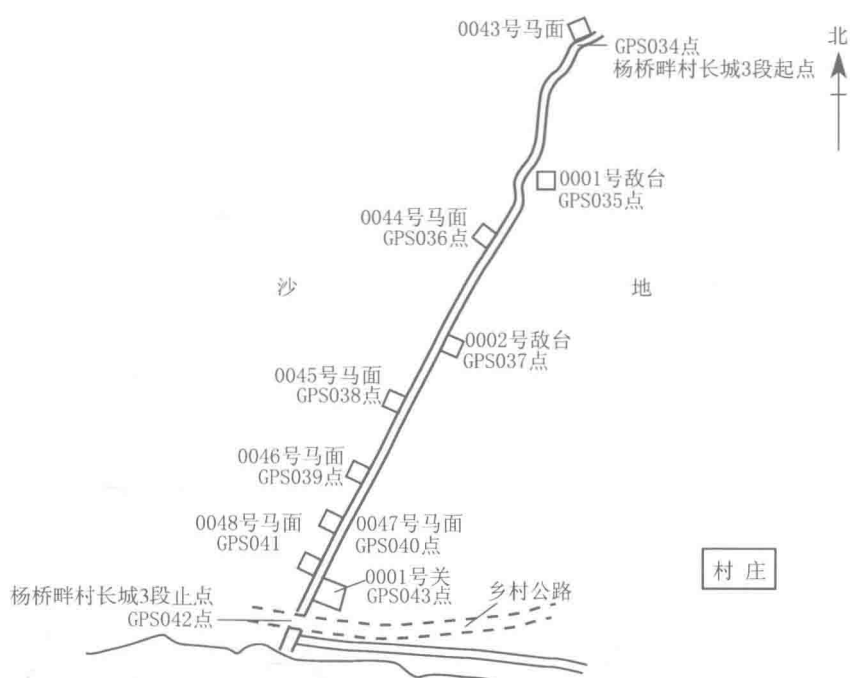 0043号马面
GPS034点
杨桥畔村长城3段起点
北
0001号敌台
GPS035点
0044号马面
GPS036点
沙 地
0002号敌台
GPS037点
0045号马面
GPS038点
0046号马面
GPS039点
0048号马面
GPS041
0047号马面
GPS040点
0001号关
GPS043点
村 庄
乡村公路
杨桥畔村长城3段止点
GPS042点